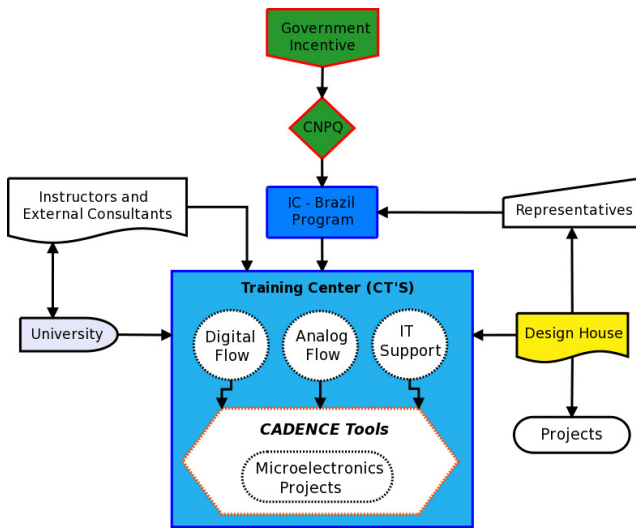 Government
Incentive
CNPQ
Instructors and
External Consultants
IC - Brazil
Program
Representatives
Training Center (CT'S)
University
Digital
Flow
Analog
Flow
IT
Support
Design House
CADENCE Tools
Microelectronics
Projects
Projects